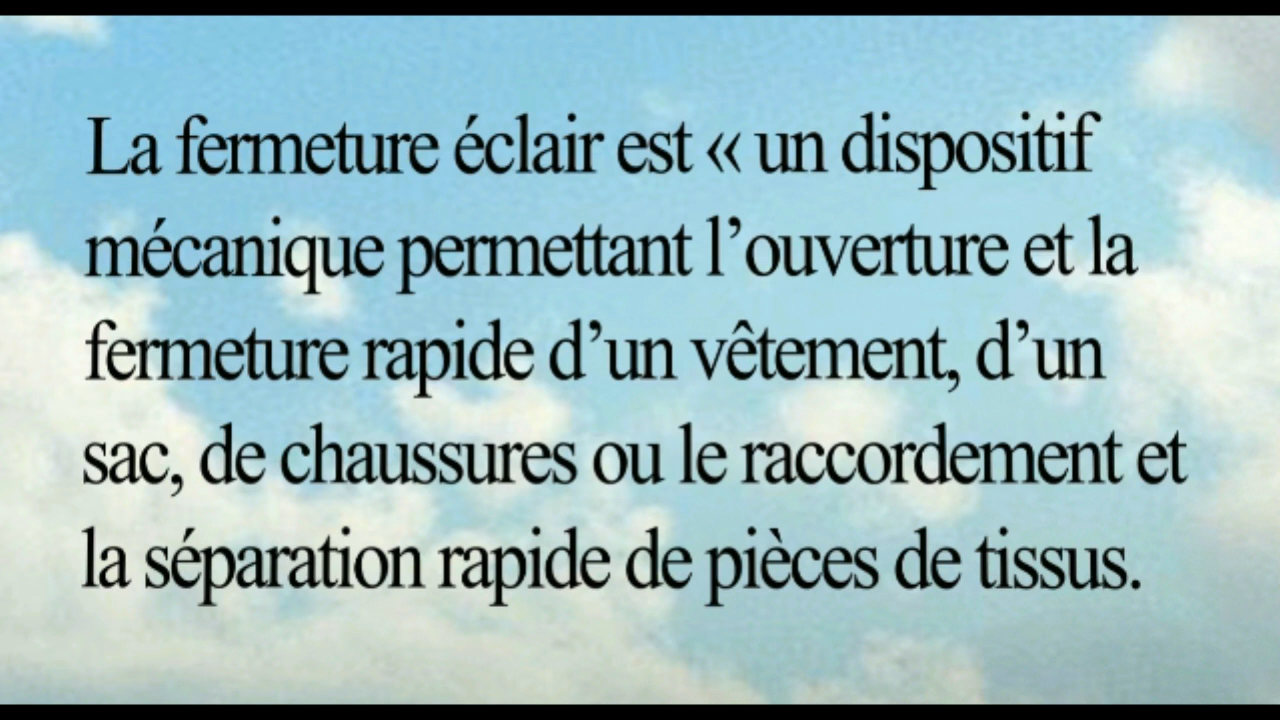 La fermeture éclair est « un dispositif
mécanique permettant l’ouverture et la
fermeture rapide d’un vêtement, d’un
sac, de chaussures ou le raccordement et
la séparation rapide de pièces de tissus.